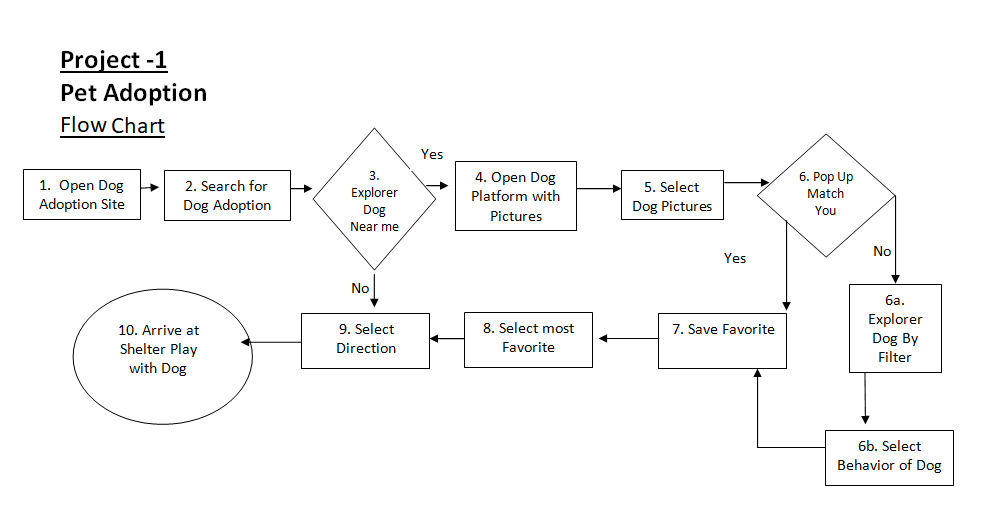 Project -1
Pet Adoption
Flow Chart
1. Open Dog
Adoption Site
2. Search for
Dog Adoption
3.
Explorer
Dog
Near me
Yes
4. Open Dog
Platform with
Pictures
5. Select
Dog Pictures
6. Pop Up
Match
You
Yes
No
6a.
Explorer
Dog By
Filter
6b. Select
Behavior of Dog
7. Save Favorite
8. Select most
Favorite
No
9. Select
Direction
10. Arrive at
Shelter Play
with Dog